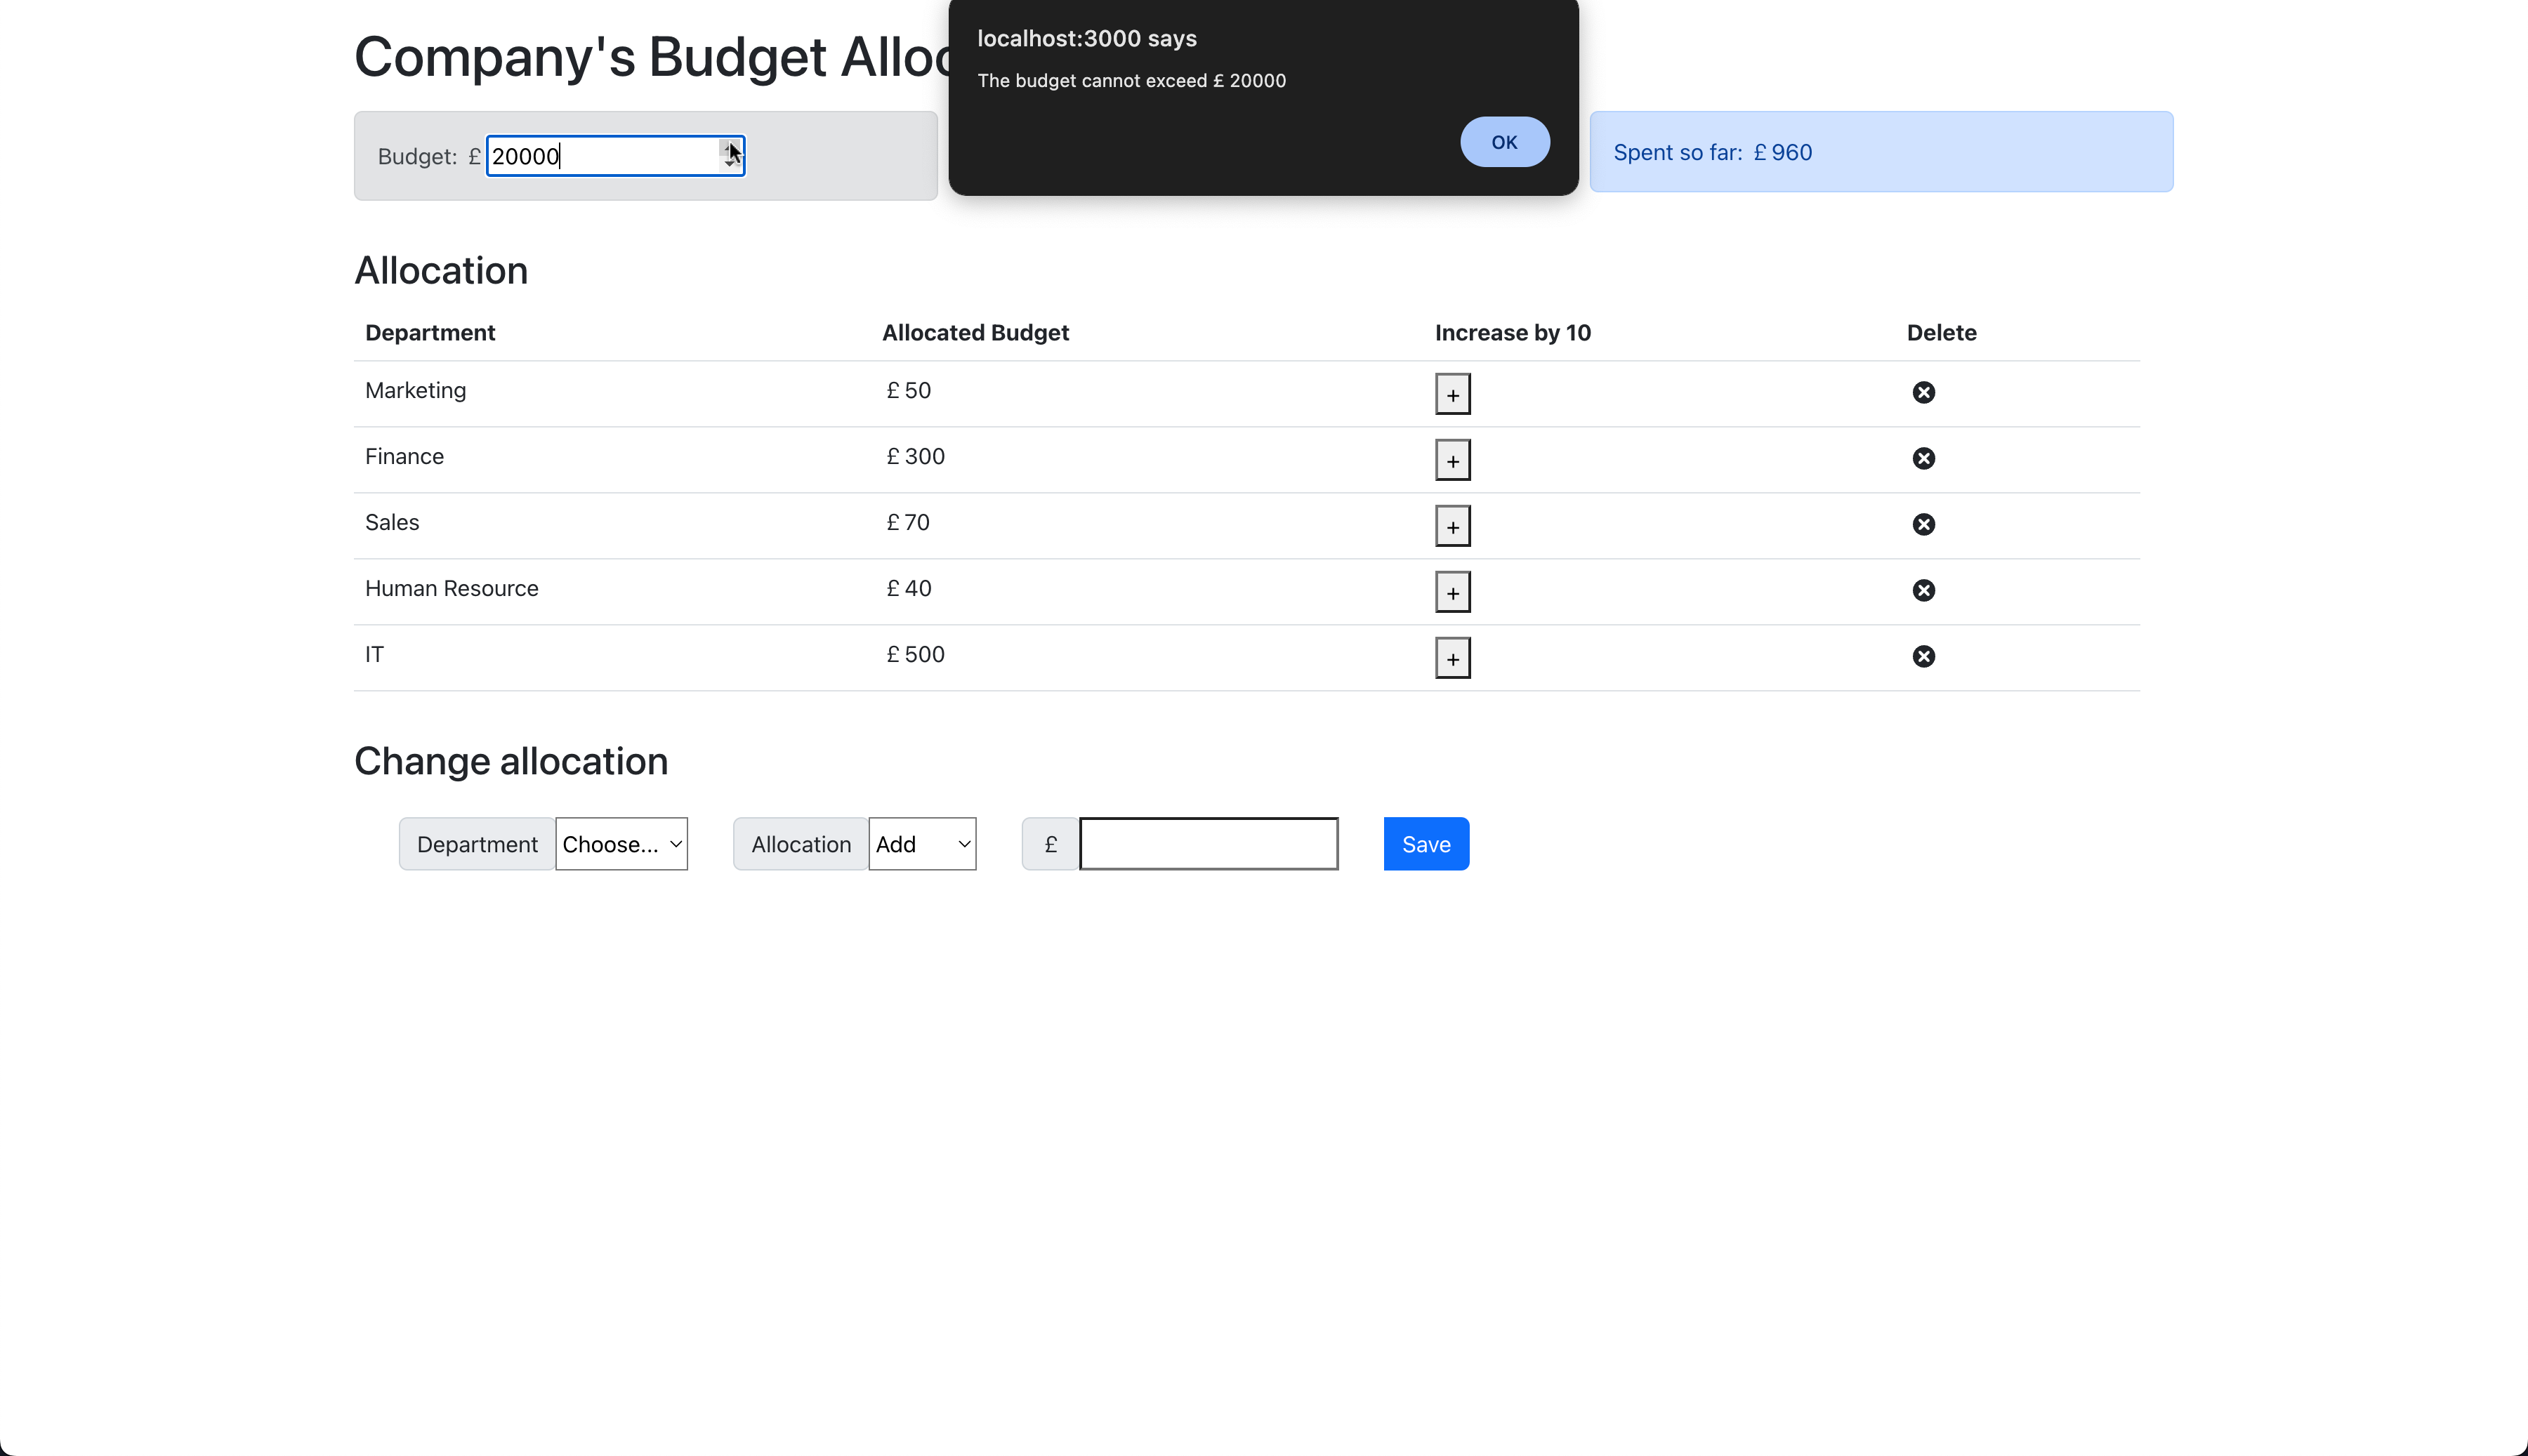 Company's Budget Alloc
localhost:3000 says
The budget cannot exceed £ 20000
OK
Budget: £ 20000
Spent so far: £ 960
Allocation
Department Allocated Budget Increase by 10 Delete
Marketing £ 50 +
Finance £ 300 +
Sales £ 70 +
Human Resource £ 40 +
IT £ 500 +
Change allocation
Department Choose... Allocation Add £ Save